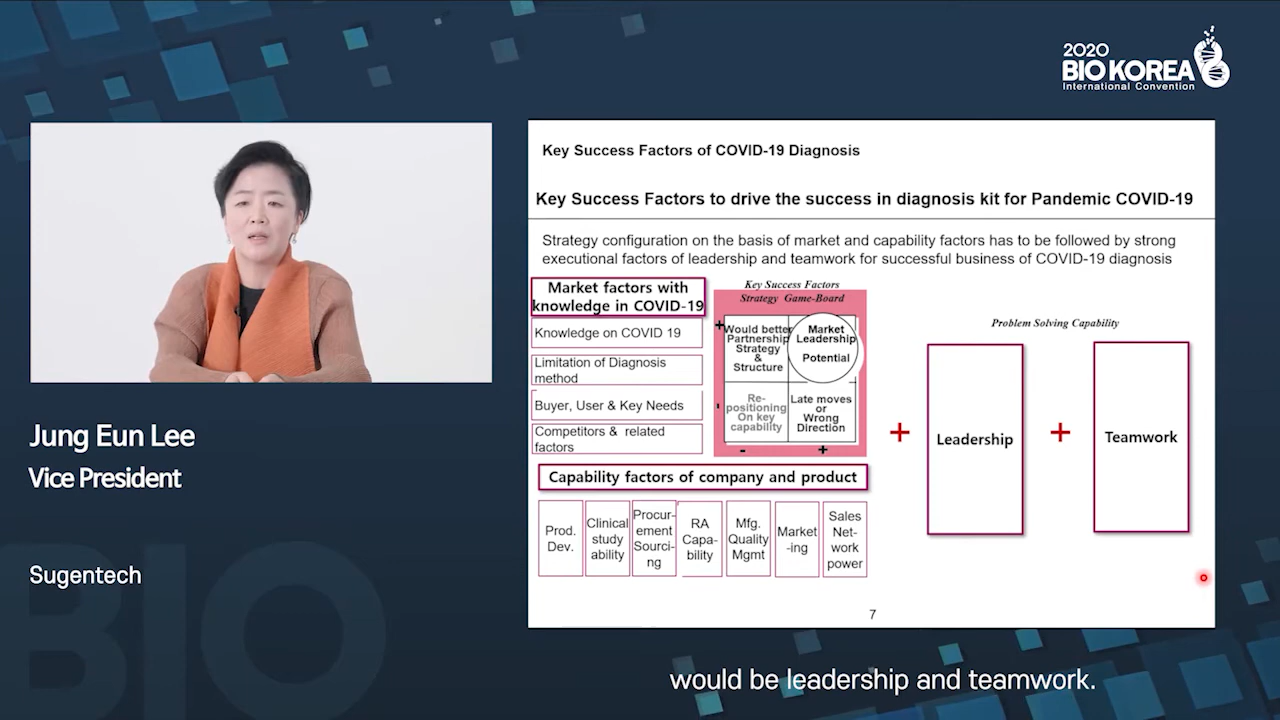 2020
BIO KOREA
International Convention
Key Success Factors of COVID-19 Diagnosis
Key Success Factors to drive the success in diagnosis kit for Pandemic COVID-19
Strategy configuration on the basis of market and capability factors has to be followed by strong
executional factors of leadership and teamwork for successful business of COVID-19 diagnosis
Market factors with
knowledge in COVID-19
Knowledge on COVID 19
Limitation of Diagnosis
method
Buyer, User & Key Needs
Competitors & related
factors
Key Success Factors
Strategy Game-Board
+
Would better
Partnership
Strategy
&
Structure
Market
Leadership
Potential
-
Re-
positioning
On key
capability
Late moves
or
Wrong
Direction
-
+
Problem Solving Capability
+
Leadership
+
Teamwork
Capability factors of company and product
Prod.
Dev.
Clinical
study
ability
Procur-
ement
Sourci-
ng
RA
Capa-
bility
Mfg.
Quality
Mgmt
Market
-ing
Sales
Net-
work
power
7
Jung Eun Lee
Vice President
Sugentech
BIO
would be leadership and teamwork.